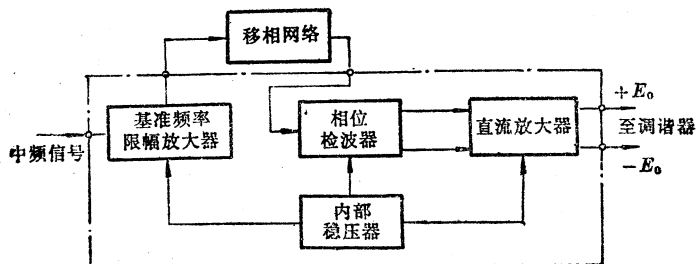 移相网络
基准频率
限幅放大器
相位
检波器
直流放大器
+E₀
至调谐器
-E₀
中频信号
内部
稳压器